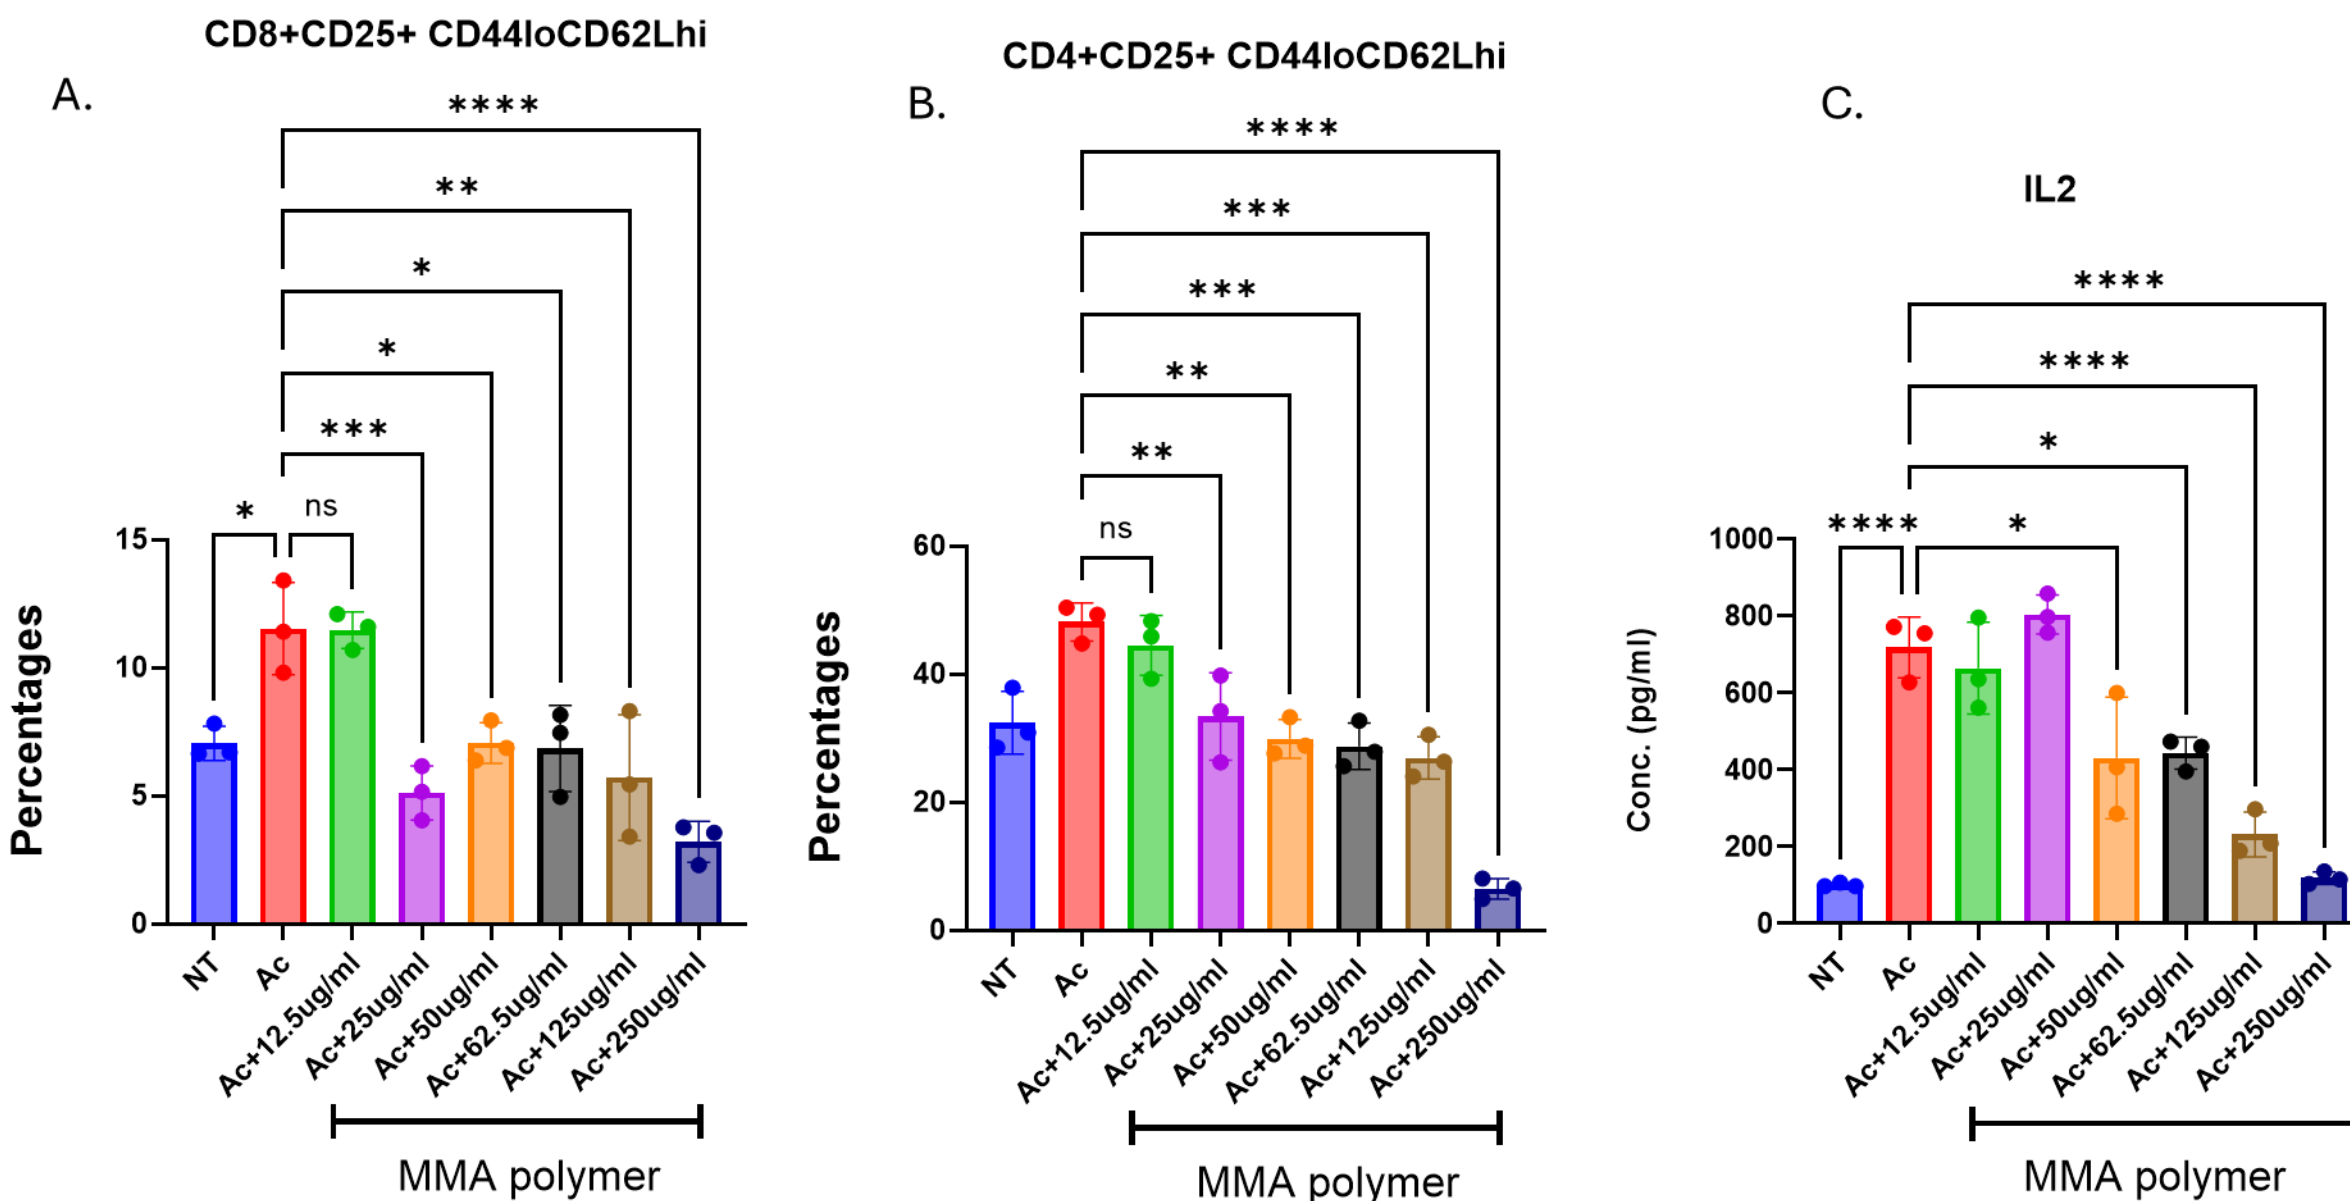 A.
CD8+CD25+ CD44loCD62Lhi
****
**
*
*
***
*
ns
Percentages
15
10
5
0
NT
Ac
Ac+12.5ug/ml
Ac+25ug/ml
Ac+50ug/ml
Ac+62.5ug/ml
Ac+125ug/ml
Ac+250ug/ml
MMA polymer
B.
CD4+CD25+ CD44loCD62Lhi
****
***
***
**
**
ns
Percentages
60
40
20
0
NT
Ac
Ac+12.5ug/ml
Ac+25ug/ml
Ac+50ug/ml
Ac+62.5ug/ml
Ac+125ug/ml
Ac+250ug/ml
MMA polymer
C.
IL2
****
****
*
****
*
Conc. (pg/ml)
1000
800
600
400
200
0
NT
Ac
Ac+12.5ug/ml
Ac+25ug/ml
Ac+50ug/ml
Ac+62.5ug/ml
Ac+125ug/ml
Ac+250ug/ml
MMA polymer